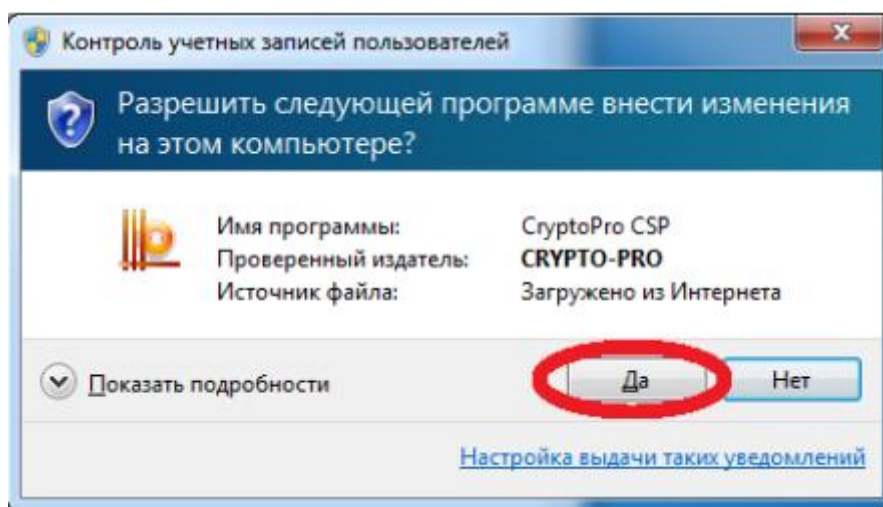 Контроль учетных записей пользователей
Разрешить следующей программе внести изменения
на этом компьютере?
Имя программы: CryptoPro CSP
Проверенный издатель: CRYPTO-PRO
Источник файла: Загружено из Интернета
Показать подробности Да Нет
Настройка выдачи таких уведомлений